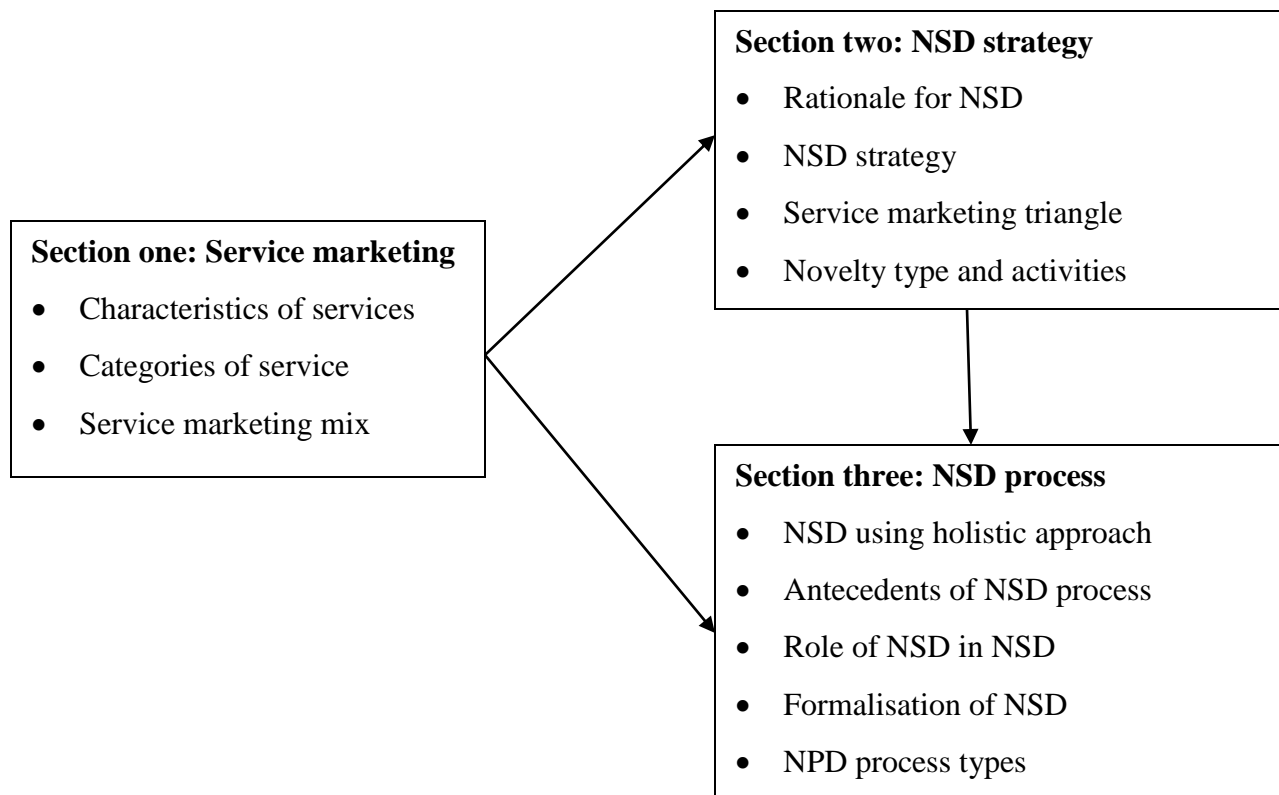 Section two: NSD strategy
• Rationale for NSD
• NSD strategy
• Service marketing triangle
• Novelty type and activities
Section one: Service marketing
• Characteristics of services
• Categories of service
• Service marketing mix
Section three: NSD process
• NSD using holistic approach
• Antecedents of NSD process
• Role of NSD in NSD
• Formalisation of NSD
• NPD process types